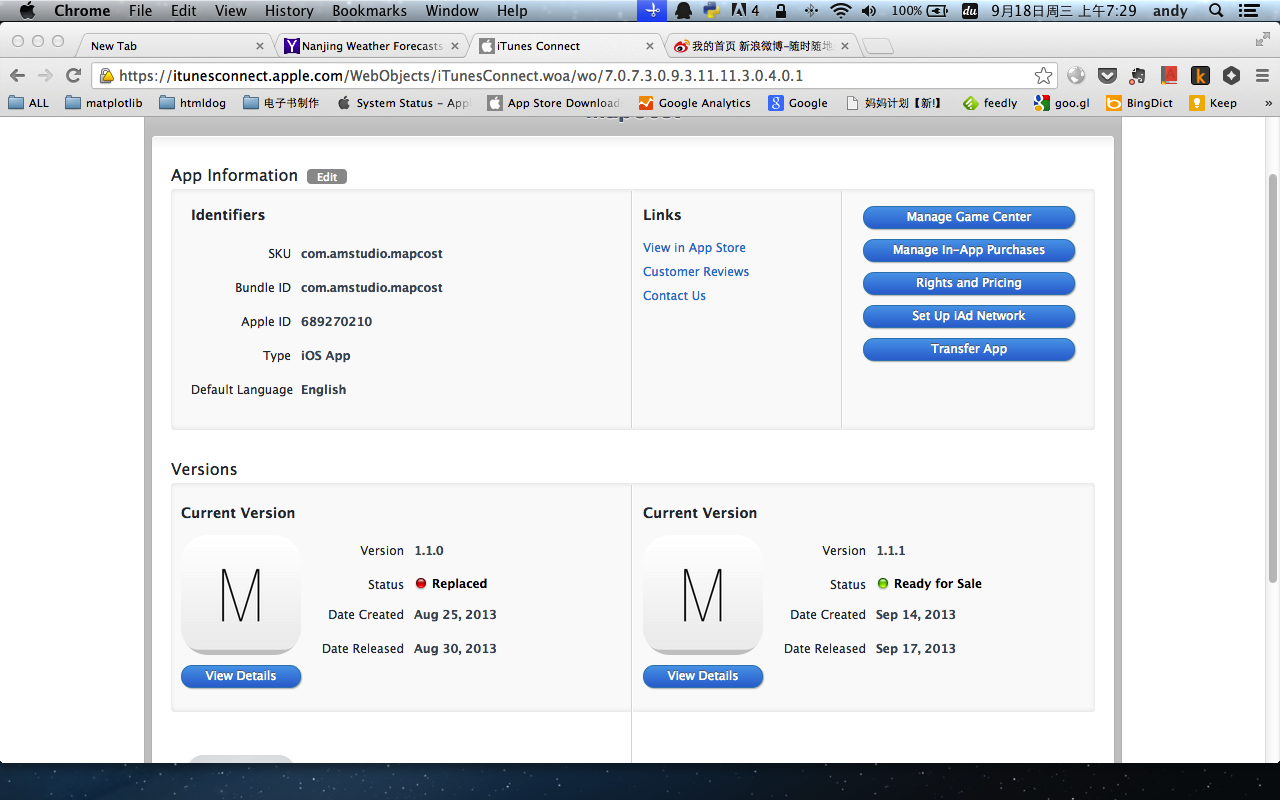 Chrome File Edit View History Bookmarks Window Help 4 100% du 9月18日周三 上午7:29 andy
New Tab Nanjing Weather Forecasts iTunes Connect 我的首页 新浪微博-随时随地
https://itunesconnect.apple.com/WebObjects/iTunesConnect.woa/wo/7.0.7.3.0.9.3.11.11.3.0.4.0.1
ALL matplotlib htmldog 电子书制作 System Status - App App Store Download Google Analytics 8 Google 妈妈计划【新!】 feedly goo.gl BingDict Keep »
App Information Edit
Identifiers
SKU com.amstudio.mapcost
Bundle ID com.amstudio.mapcost
Apple ID 689270210
Type iOS App
Default Language English
Links
View in App Store
Customer Reviews
Contact Us
Manage Game Center
Manage In-App Purchases
Rights and Pricing
Set Up iAd Network
Transfer App
Versions
Current Version
M
Version 1.1.0
Status Replaced
Date Created Aug 25, 2013
Date Released Aug 30, 2013
View Details
Current Version
M
Version 1.1.1
Status Ready for Sale
Date Created Sep 14, 2013
Date Released Sep 17, 2013
View Details